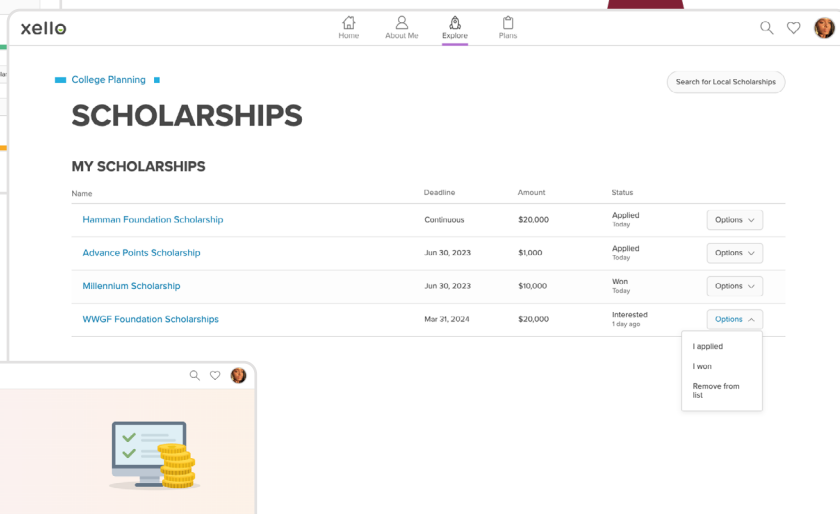 xello
Home
About Me
Explore
Plans
College Planning
Search for Local Scholarships
SCHOLARSHIPS
MY SCHOLARSHIPS
Name Deadline Amount Status
Hamman Foundation Scholarship Continuous $20,000 Applied Options
Today
Advance Points Scholarship Jun 30, 2023 $1,000 Applied Options
Today
Millennium Scholarship Jun 30, 2023 $10,000 Won Options
Today
WWGF Foundation Scholarships Mar 31, 2024 $20,000 Interested Options
1 day ago
I applied
I won
Remove from
list